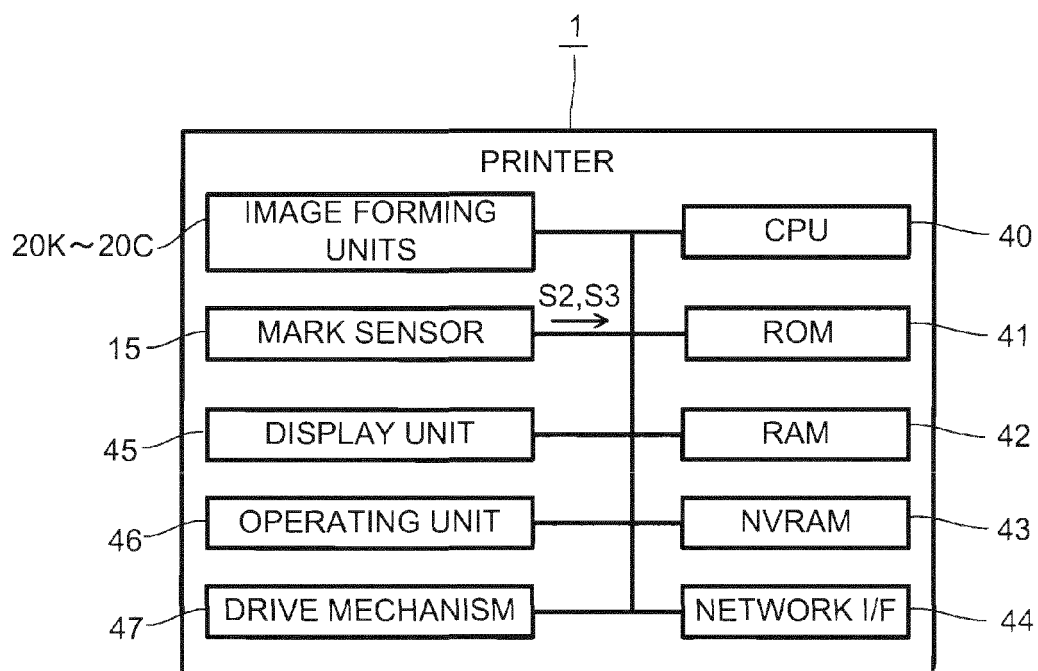 1
PRINTER
IMAGE FORMING
UNITS
20K~20C
CPU
40
S2,S3
MARK SENSOR
15
ROM
41
DISPLAY UNIT
45
RAM
42
OPERATING UNIT
46
NVRAM
43
DRIVE MECHANISM
47
NETWORK I/F
44